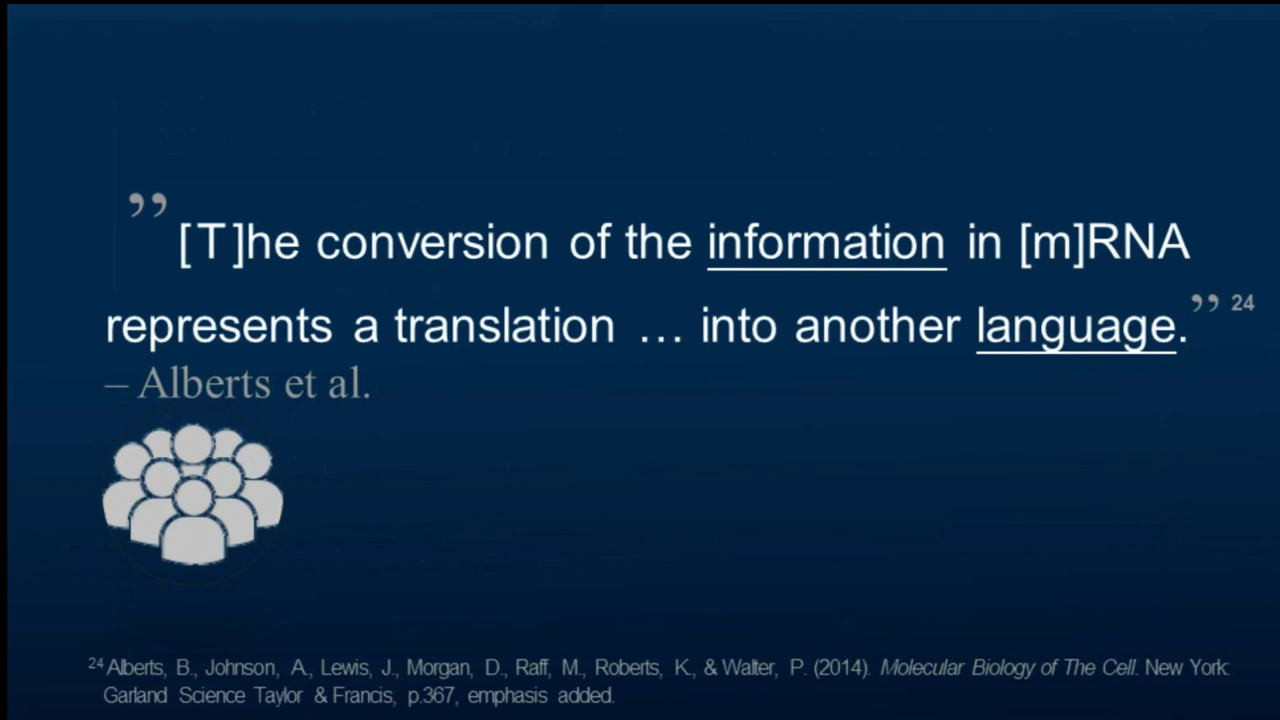 ”[T]he conversion of the information in [m]RNA
represents a translation … into another language.” 24
– Alberts et al.
24 Alberts, B., Johnson, A., Lewis, J., Morgan, D., Raff, M., Roberts, K., & Walter, P. (2014). Molecular Biology of The Cell. New York:
Garland Science Taylor & Francis, p.367, emphasis added.